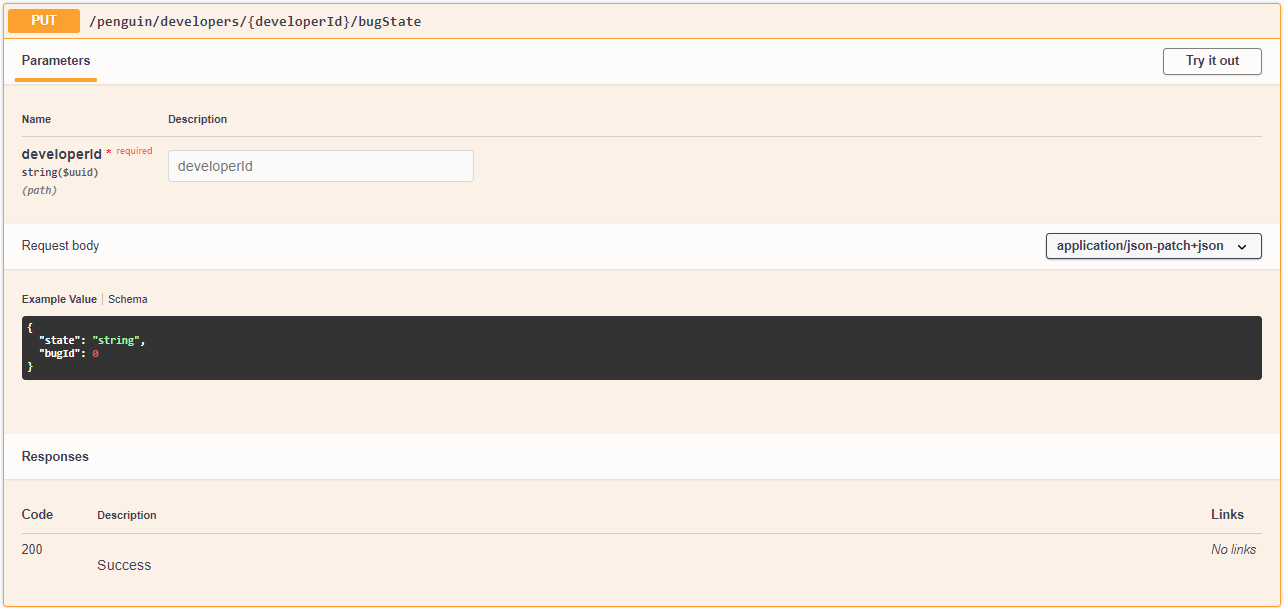 PUT /penguin/developers/{developerId}/bugState
Parameters Try it out
Name Description
developerId * required
string($uuid)
(path)
developerId
Request body application/json-patch+json
Example Value Schema
{
"state": "string",
"bugId": 0
}
Responses
Code Description Links
200 No links
Success